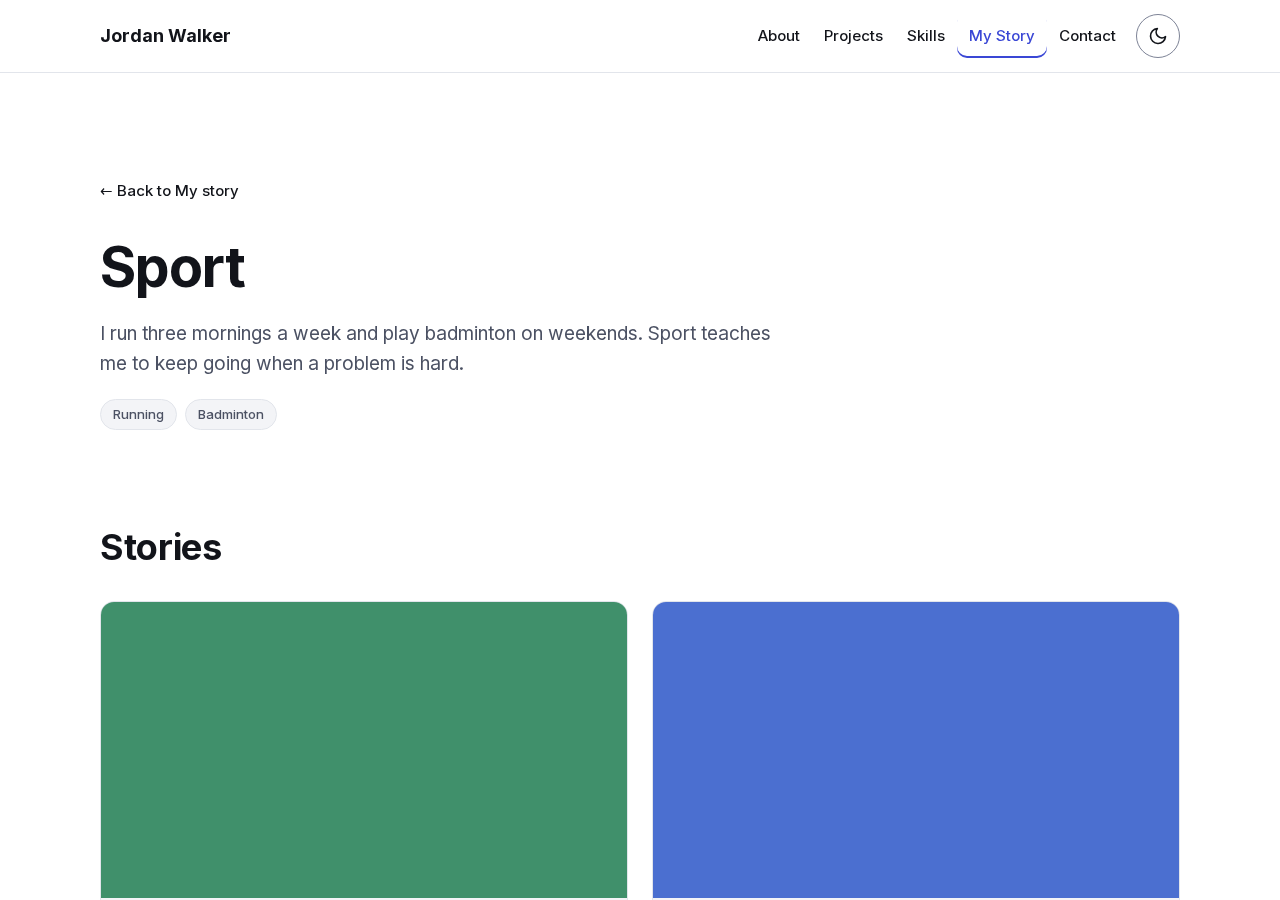 Jordan Walker
About Projects Skills My Story Contact
← Back to My story
Sport
I run three mornings a week and play badminton on weekends. Sport teaches
me to keep going when a problem is hard.
Running Badminton
Stories